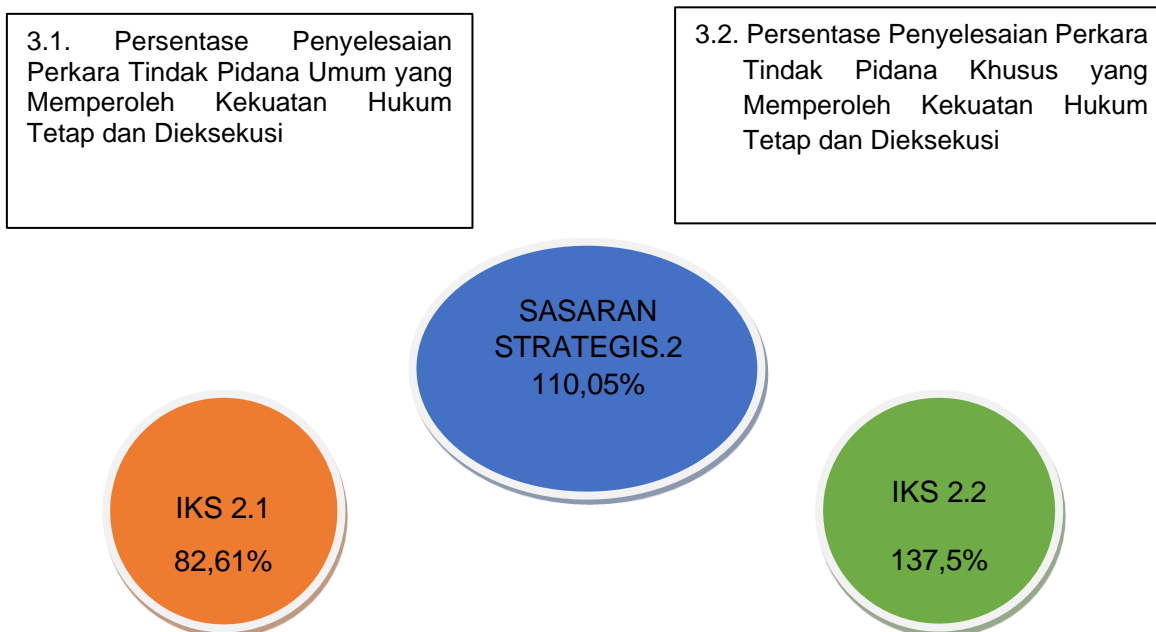 3.1. Persentase Penyelesaian
Perkara Tindak Pidana Umum yang
Memperoleh Kekuatan Hukum
Tetap dan Dieksekusi
3.2. Persentase Penyelesaian Perkara
Tindak Pidana Khusus yang
Memperoleh Kekuatan Hukum
Tetap dan Dieksekusi
SASARAN
STRATEGIS.2
110,05%
IKS 2.1
82,61%
IKS 2.2
137,5%